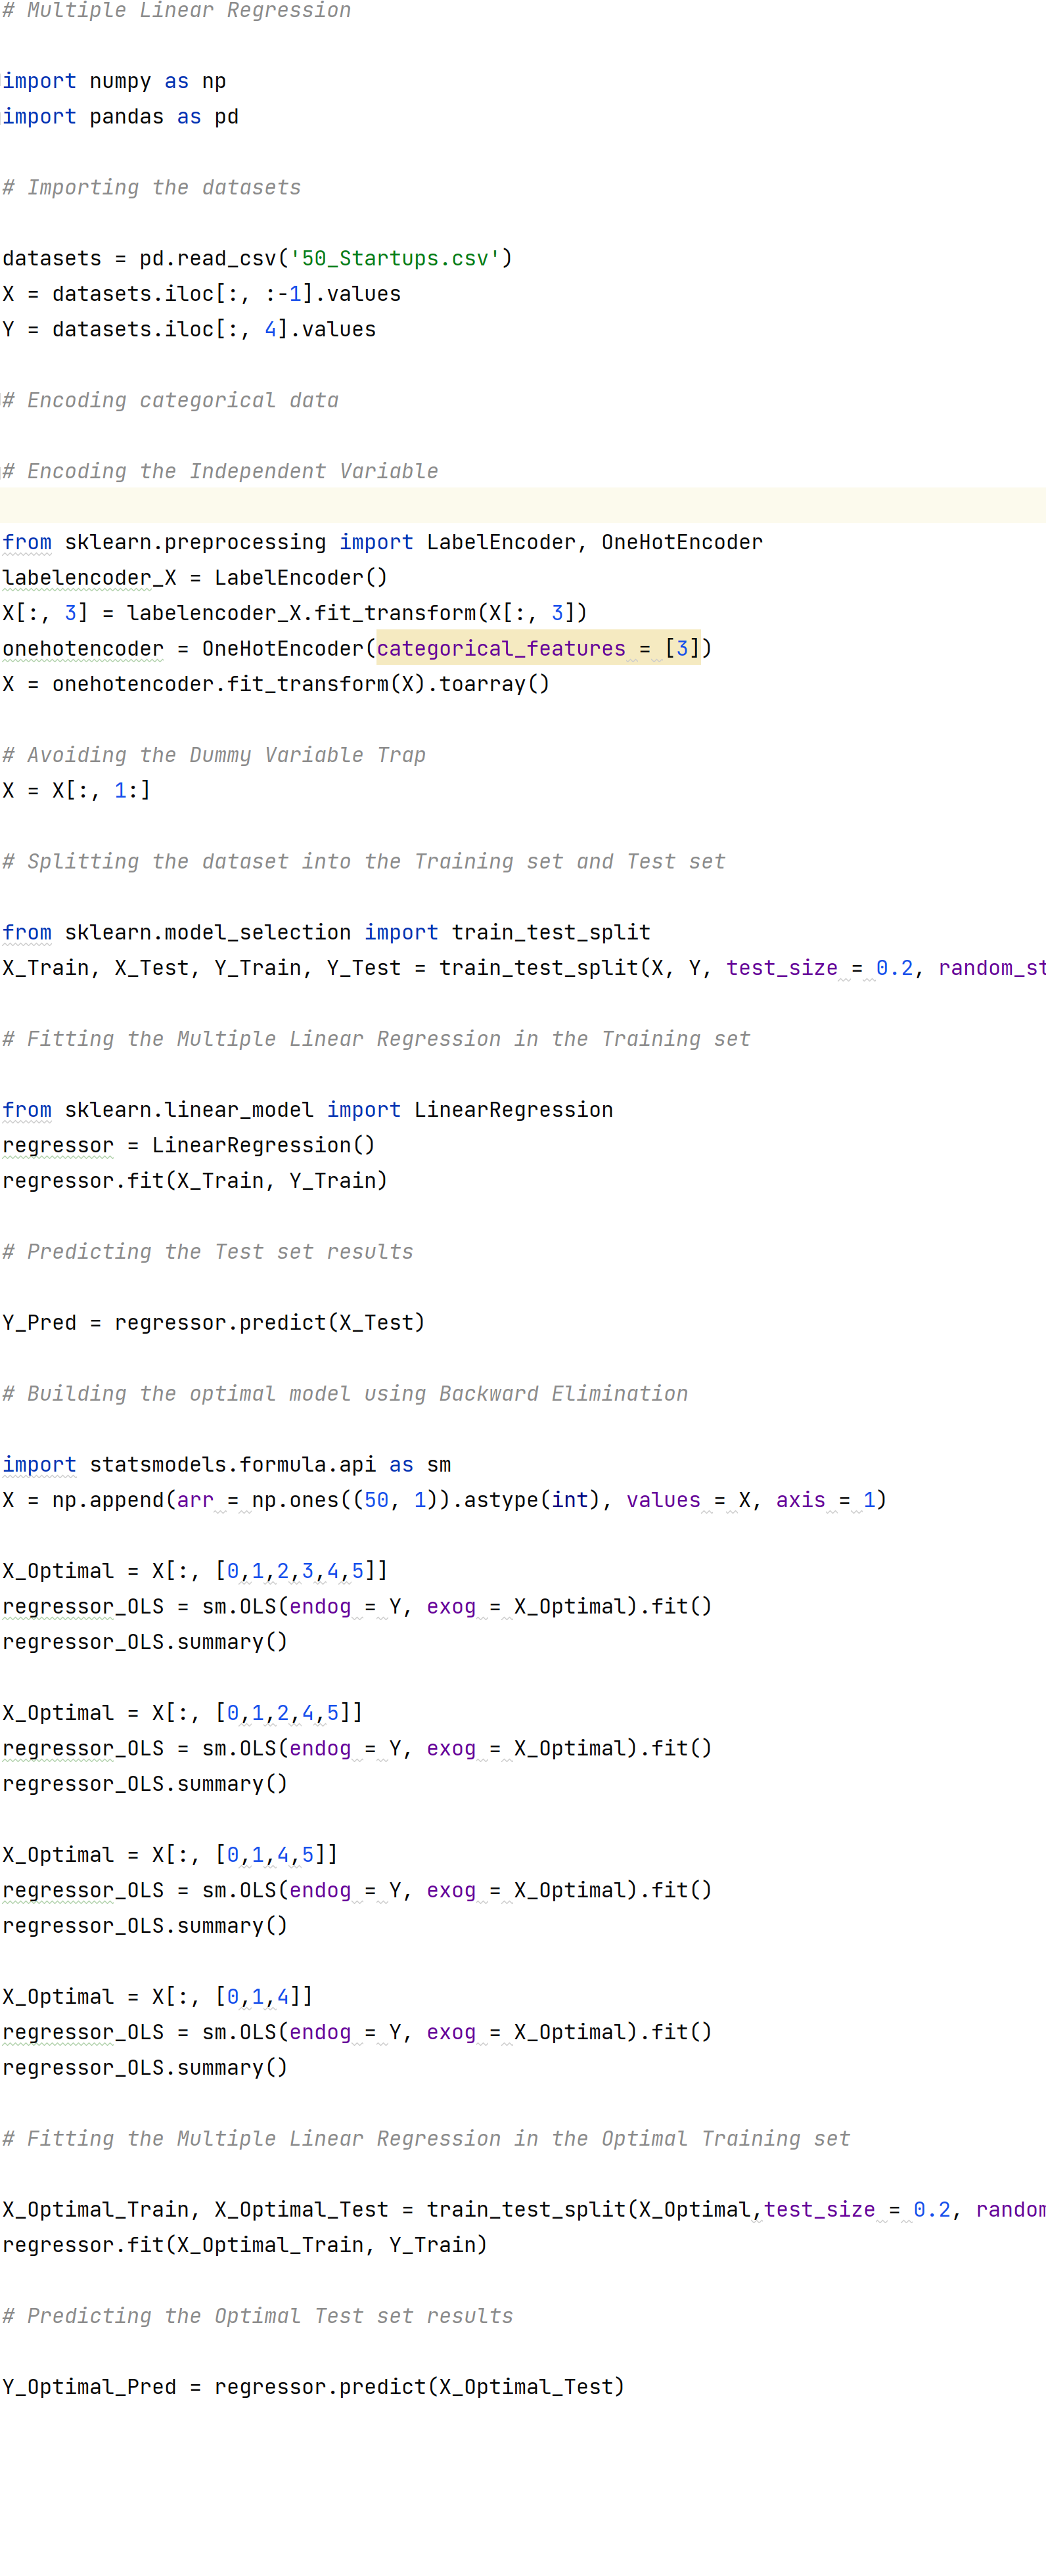 # Multiple Linear Regression
import numpy as np
import pandas as pd
# Importing the datasets
datasets = pd.read_csv('50_Startups.csv')
X = datasets.iloc[:, :-1].values
Y = datasets.iloc[:, 4].values
# Encoding categorical data
# Encoding the Independent Variable
from sklearn.preprocessing import LabelEncoder, OneHotEncoder
labelencoder_X = LabelEncoder()
X[:, 3] = labelencoder_X.fit_transform(X[:, 3])
onehotencoder = OneHotEncoder(categorical_features = [3])
X = onehotencoder.fit_transform(X).toarray()
# Avoiding the Dummy Variable Trap
X = X[:, 1:]
# Splitting the dataset into the Training set and Test set
from sklearn.model_selection import train_test_split
X_Train, X_Test, Y_Train, Y_Test = train_test_split(X, Y, test_size = 0.2, random_st
# Fitting the Multiple Linear Regression in the Training set
from sklearn.linear_model import LinearRegression
regressor = LinearRegression()
regressor.fit(X_Train, Y_Train)
# Predicting the Test set results
Y_Pred = regressor.predict(X_Test)
# Building the optimal model using Backward Elimination
import statsmodels.formula.api as sm
X = np.append(arr = np.ones((50, 1)).astype(int), values = X, axis = 1)
X_Optimal = X[:, [0,1,2,3,4,5]]
regressor_OLS = sm.OLS(endog = Y, exog = X_Optimal).fit()
regressor_OLS.summary()
X_Optimal = X[:, [0,1,2,4,5]]
regressor_OLS = sm.OLS(endog = Y, exog = X_Optimal).fit()
regressor_OLS.summary()
X_Optimal = X[:, [0,1,4,5]]
regressor_OLS = sm.OLS(endog = Y, exog = X_Optimal).fit()
regressor_OLS.summary()
X_Optimal = X[:, [0,1,4]]
regressor_OLS = sm.OLS(endog = Y, exog = X_Optimal).fit()
regressor_OLS.summary()
# Fitting the Multiple Linear Regression in the Optimal Training set
X_Optimal_Train, X_Optimal_Test = train_test_split(X_Optimal,test_size = 0.2, random
regressor.fit(X_Optimal_Train, Y_Train)
# Predicting the Optimal Test set results
Y_Optimal_Pred = regressor.predict(X_Optimal_Test)